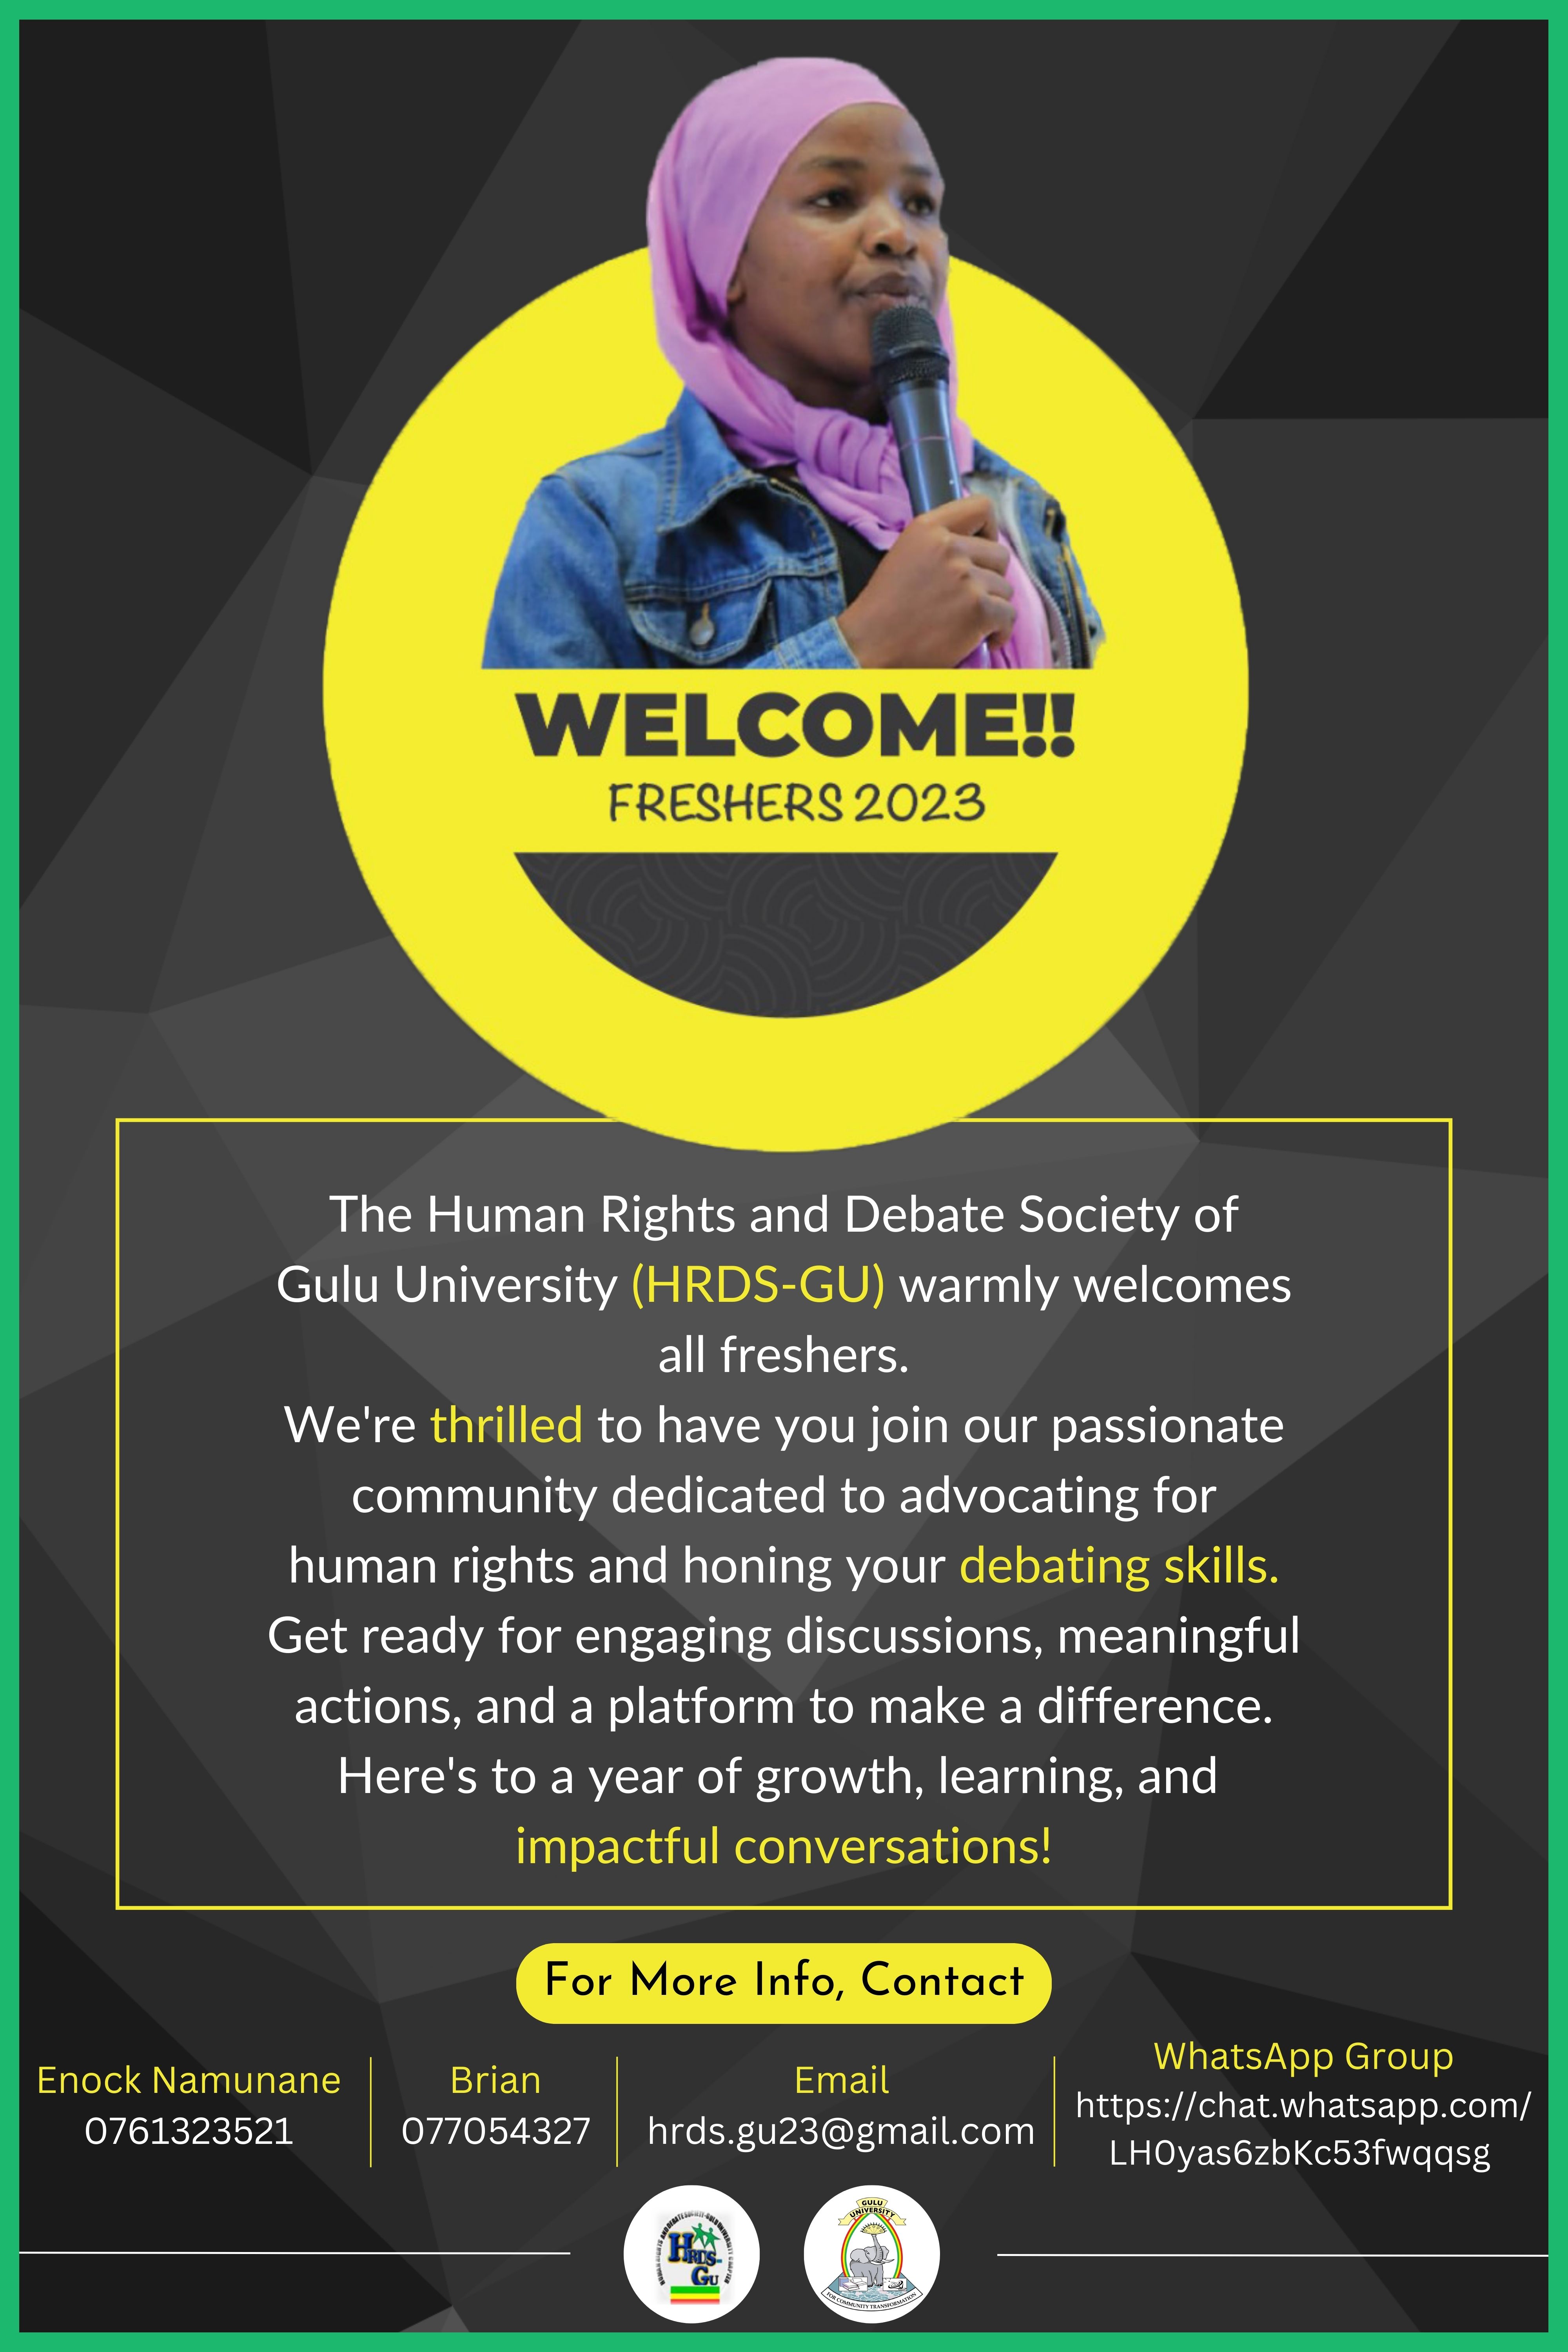 WELCOME!!
FRESHERS 2023
The Human Rights and Debate Society of
Gulu University (HRDS-GU) warmly welcomes
all freshers.
We're thrilled to have you join our passionate
community dedicated to advocating for
human rights and honing your debating skills.
Get ready for engaging discussions, meaningful
actions, and a platform to make a difference.
Here's to a year of growth, learning, and
impactful conversations!
For More Info, Contact
Enock Namunane
0761323521
Brian
077054327
Email
hrds.gu23@gmail.com
WhatsApp Group
https://chat.whatsapp.com/
LH0yas6zbKc53fwqqsg
HRDS-
GU
GULU
UNIVERSITY
FOR COMMUNITY TRANSFORMATION